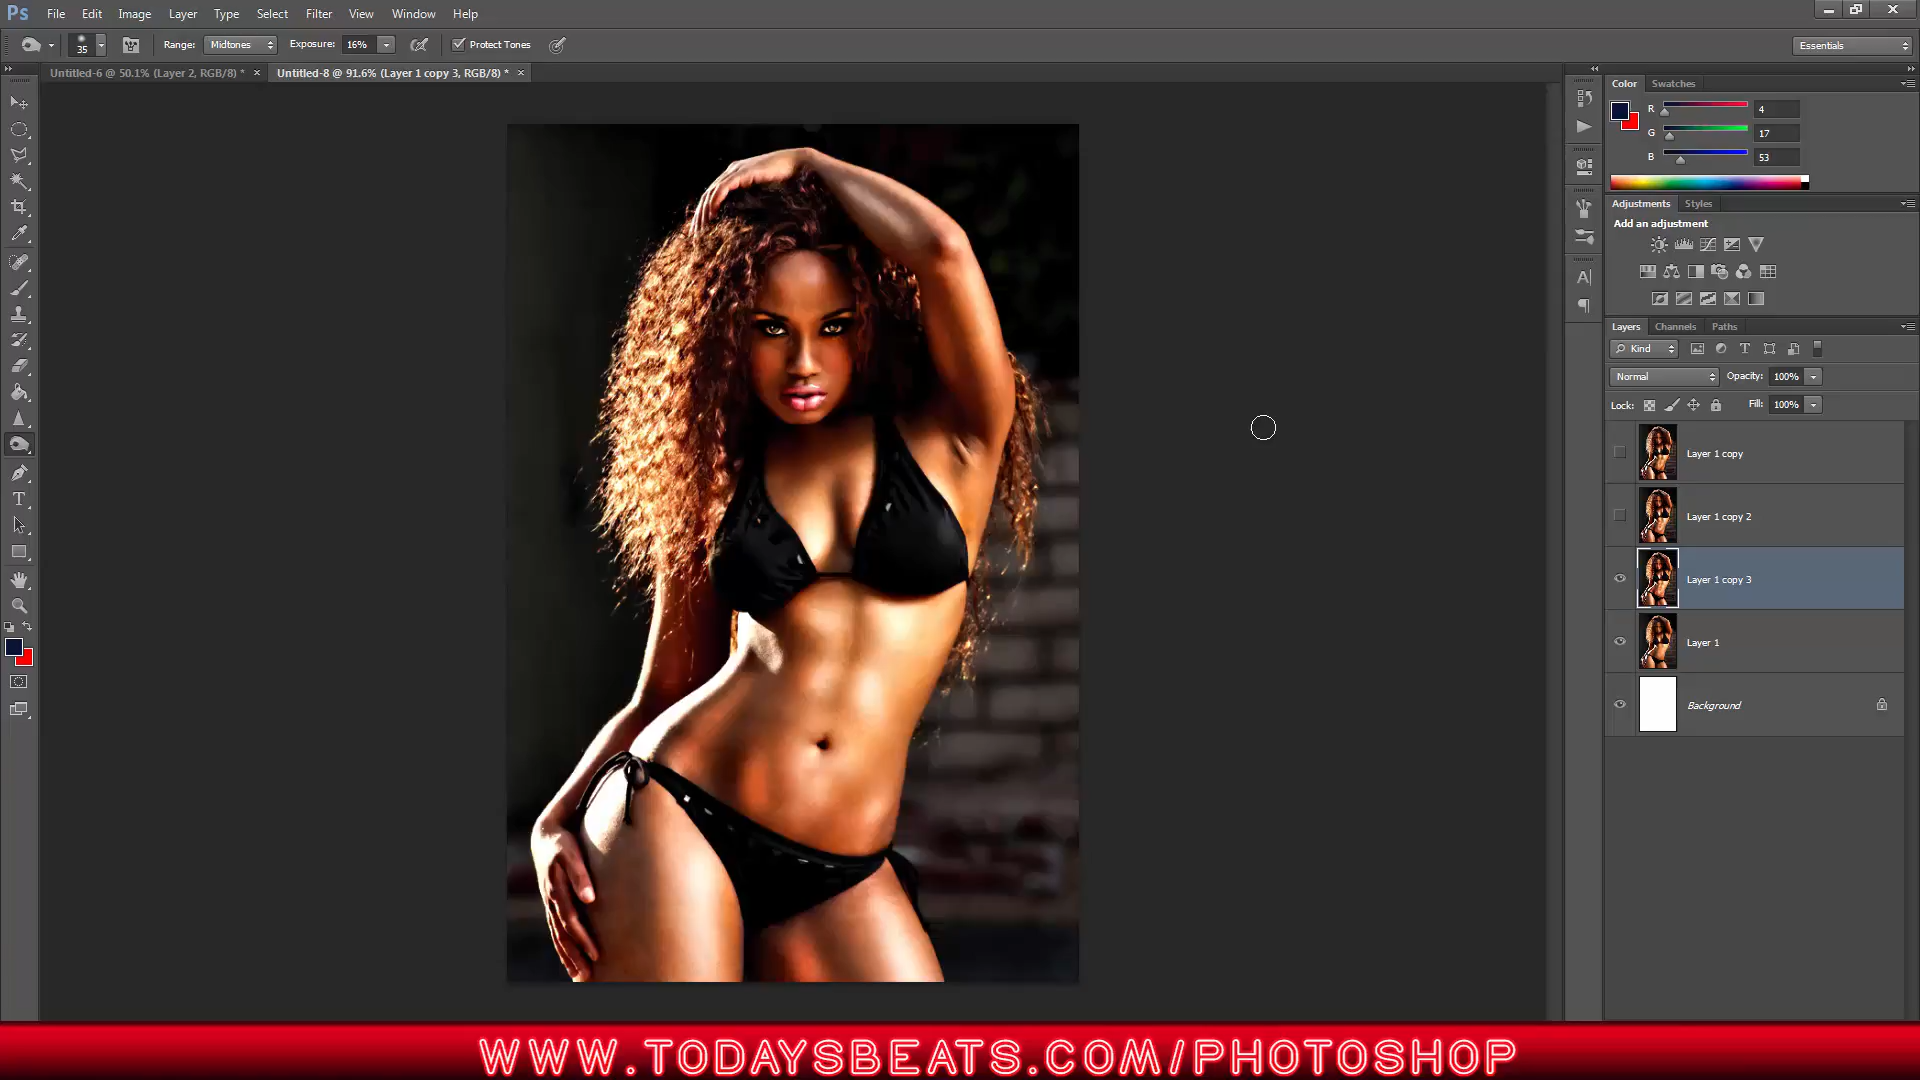 Ps File Edit Image Layer Type Select Filter View Window Help
35 Range: Midtones Exposure: 16% Protect Tones Essentials
Untitled-6 @ 50.1% (Layer 2, RGB/8) * × Untitled-8 @ 91.6% (Layer 1 copy 3, RGB/8) * ×
Color Swatches
R 4
G 17
B 53
Adjustments Styles
Add an adjustment
Layers Channels Paths
Kind
Normal Opacity: 100%
Lock: Fill: 100%
Layer 1 copy
Layer 1 copy 2
Layer 1 copy 3
Layer 1
Background
WWW.TODAYSBEATS.COM/PHOTOSHOP